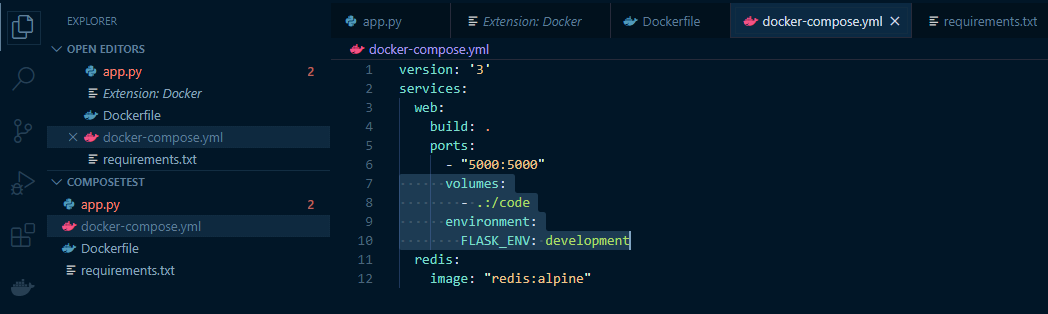 EXPLORER
OPEN EDITORS
app.py 2
Extension: Docker
Dockerfile
docker-compose.yml
requirements.txt
COMPOSETEST
app.py 2
docker-compose.yml
Dockerfile
requirements.txt
app.py Extension: Docker Dockerfile docker-compose.yml requirements.txt
docker-compose.yml
1 version: '3'
2 services:
3   web:
4     build: .
5     ports:
6       - "5000:5000"
7       volumes:
8         - .:/code
9       environment:
10         FLASK_ENV: development
11   redis:
12     image: "redis:alpine"